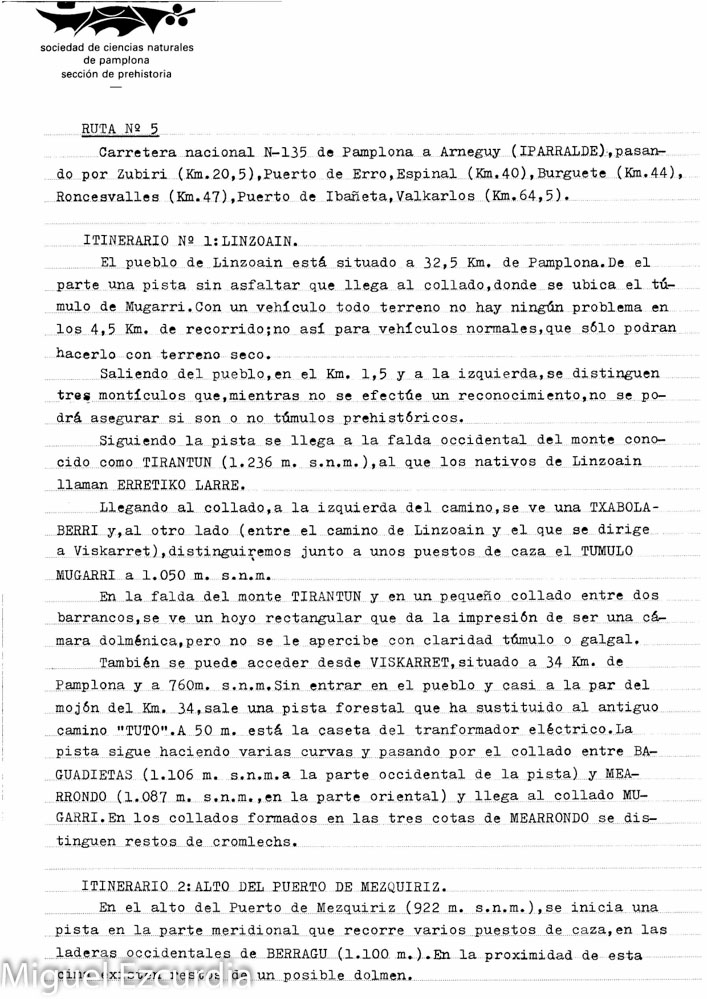 sociedad de ciencias naturales
de pamplona
sección de prehistoria
RUTA Nº 5
Carretera nacional N-135 de Pamplona a Arneguy (IPARRALDE),pasan-
do por Zubiri (Km.20,5),Puerto de Erro,Espinal (Km.40),Burguete (Km.44),
Roncesvalles (Km.47),Puerto de Ibañeta,Valkarlos (Km.64,5).
ITINERARIO Nº 1:LINZOAIN.
El pueblo de Linzoain está situado a 32,5 Km. de Pamplona.De el
parte una pista sin asfaltar que llega al collado,donde se ubica el tú-
mulo de Mugarri.Con un vehículo todo terreno no hay ningún problema en
los 4,5 Km. de recorrido;no así para vehículos normales,que sólo podran
hacerlo con terreno seco.
Saliendo del pueblo,en el Km. 1,5 y a la izquierda,se distinguen
tres montículos que,mientras no se efectúe un reconocimiento,no se po-
drá asegurar si son o no túmulos prehistóricos.
Siguiendo la pista se llega a la falda occidental del monte cono-
cido como TIRANTUN (1.236 m. s.n.m.),al que los nativos de Linzoain
llaman ERRETIKO LARRE.
Llegando al collado,a la izquierda del camino,se ve una TXABOLA-
BERRI y,al otro lado (entre el camino de Linzoain y el que se dirige
a Viskarret),distinguiremos junto a unos puestos de caza el TUMULO
MUGARRI a 1.050 m. s.n.m.
En la falda del monte TIRANTUN y en un pequeño collado entre dos
barrancos,se ve un hoyo rectangular que da la impresión de ser una cá-
mara dolménica,pero no se le apercibe con claridad túmulo o galgal.
También se puede acceder desde VISKARRET,situado a 34 Km. de
Pamplona y a 760m. s.n.m.Sin entrar en el pueblo y casi a la par del
mojón del Km. 34,sale una pista forestal que ha sustituido al antiguo
camino "TUTO".A 50 m. está la caseta del tranformador eléctrico.La
pista sigue haciendo varias curvas y pasando por el collado entre BA-
GUADIETAS (1.106 m. s.n.m.a la parte occidental de la pista) y MEA-
RRONDO (1.087 m. s.n.m.,en la parte oriental) y llega al collado MU-
GARRI.En los collados formados en las tres cotas de MEARRONDO se dis-
tinguen restos de cromlechs.
ITINERARIO 2:ALTO DEL PUERTO DE MEZQUIRIZ.
En el alto del Puerto de Mezquiriz (922 m. s.n.m.),se inicia una
pista en la parte meridional que recorre varios puestos de caza,en las
laderas occidentales de BERRAGU (1.100 m.).En la proximidad de esta
cima existen restos de un posible dolmen.
Miguel Ezcurdia